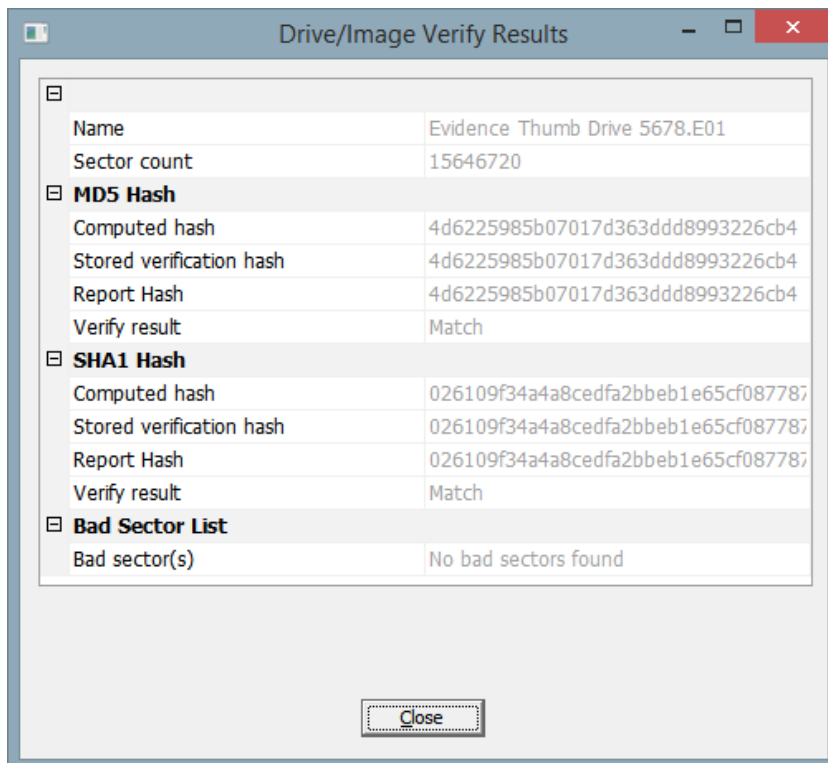 Drive/Image Verify Results
Name Evidence Thumb Drive 5678.E01
Sector count 15646720
MD5 Hash
Computed hash 4d6225985b07017d363ddd8993226cb4
Stored verification hash 4d6225985b07017d363ddd8993226cb4
Report Hash 4d6225985b07017d363ddd8993226cb4
Verify result Match
SHA1 Hash
Computed hash 026109f34a4a8cedfa2bbeb1e65cf087787
Stored verification hash 026109f34a4a8cedfa2bbeb1e65cf087787
Report Hash 026109f34a4a8cedfa2bbeb1e65cf087787
Verify result Match
Bad Sector List
Bad sector(s) No bad sectors found
Close